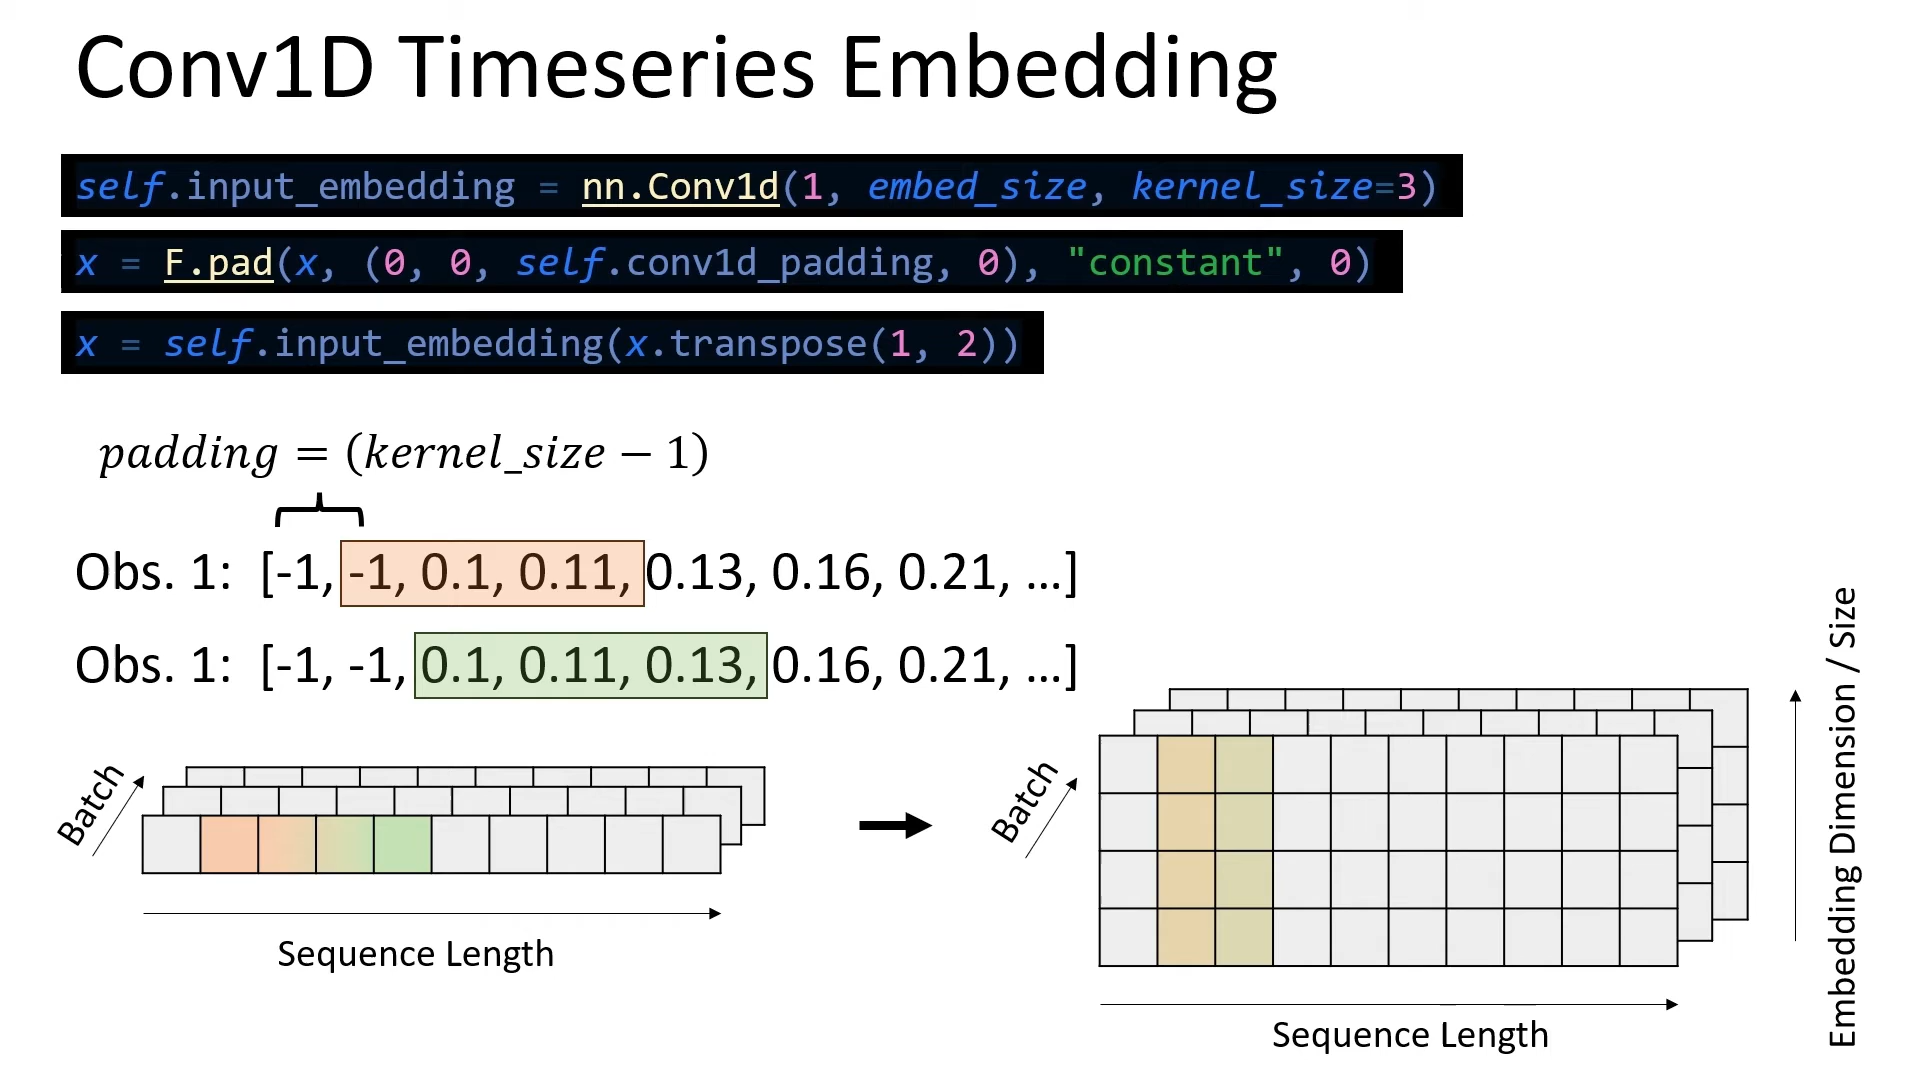 Conv1D Timeseries Embedding
self.input_embedding = nn.Conv1d(1, embed_size, kernel_size=3)
x = F.pad(x, (0, 0, self.conv1d_padding, 0), "constant", 0)
x = self.input_embedding(x.transpose(1, 2))
padding = (kernel_size − 1)
Obs. 1: [-1, -1, 0.1, 0.11, 0.13, 0.16, 0.21, …]
Obs. 1: [-1, -1, 0.1, 0.11, 0.13, 0.16, 0.21, …]
Batch
Sequence Length
Batch
Sequence Length
Embedding Dimension / Size